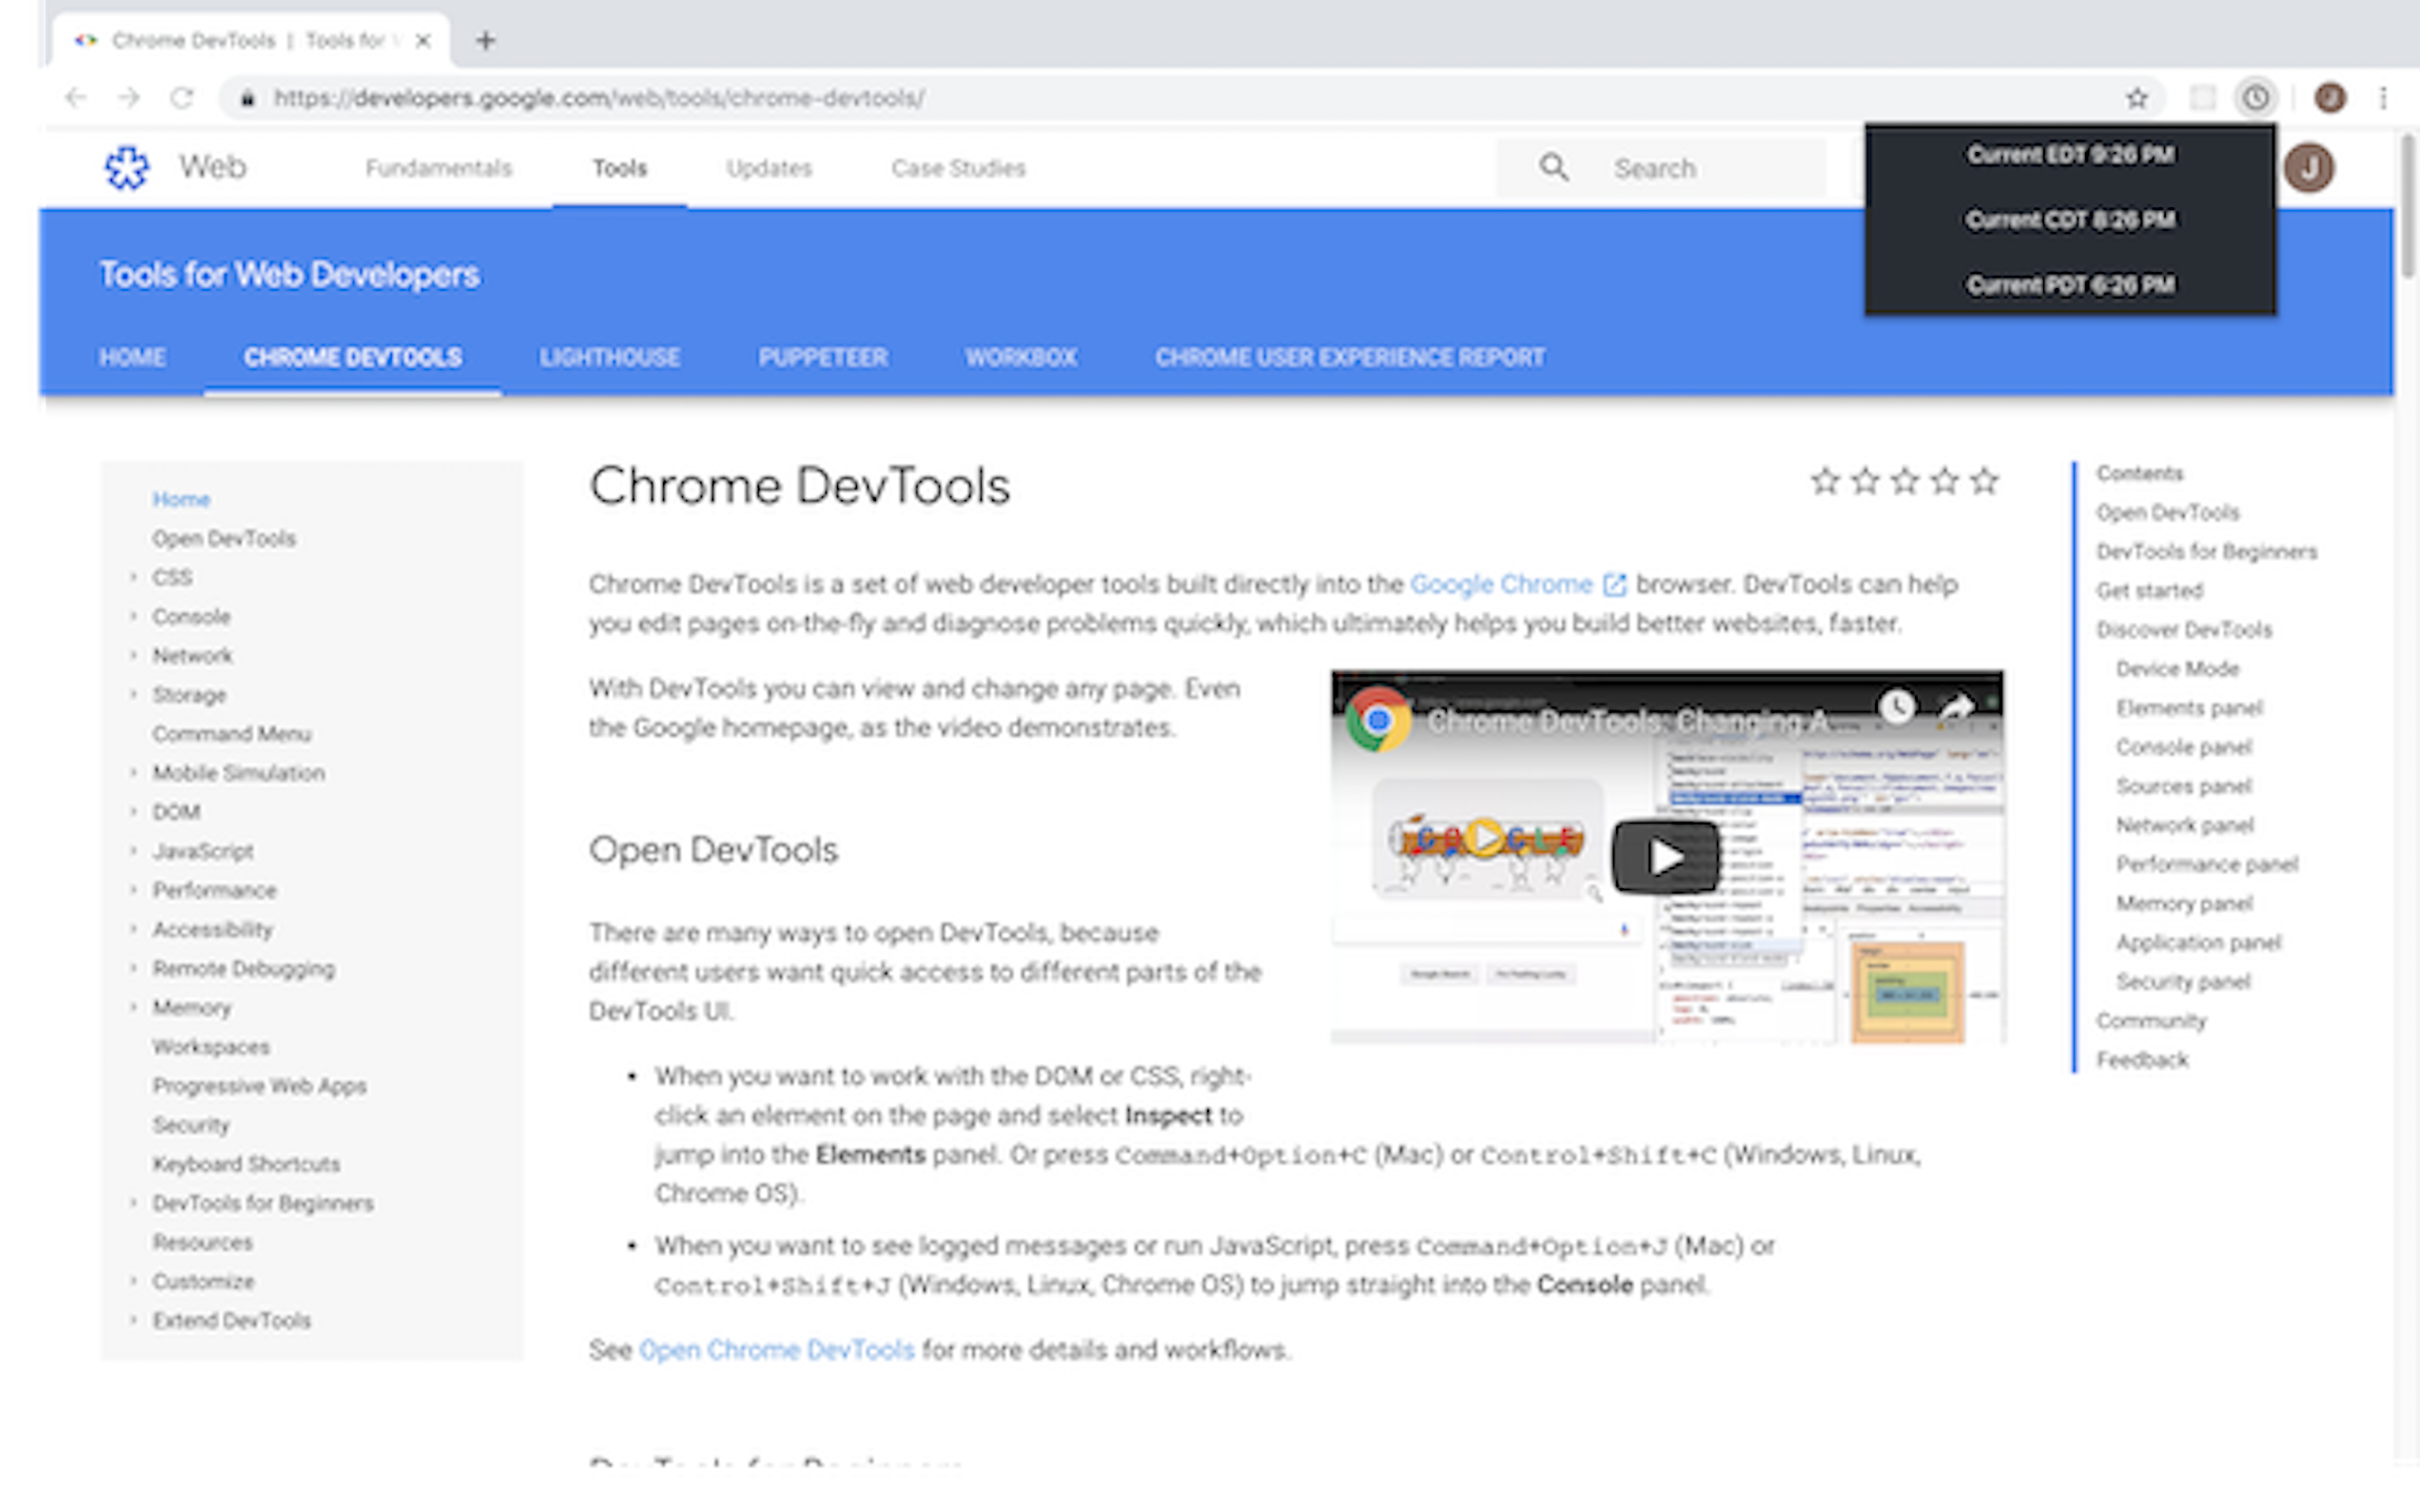 Chrome DevTools | Tools for
https://developers.google.com/web/tools/chrome-devtools/
Web
Fundamentals
Tools
Updates
Case Studies
Search
Current EDT 9:26 PM
Current CDT 8:26 PM
Current PDT 6:26 PM
J
Tools for Web Developers
HOME
CHROME DEVTOOLS
LIGHTHOUSE
PUPPETEER
WORKBOX
CHROME USER EXPERIENCE REPORT
Home
Open DevTools
CSS
Console
Network
Storage
Command Menu
Mobile Simulation
DOM
JavaScript
Performance
Accessibility
Remote Debugging
Memory
Workspaces
Progressive Web Apps
Security
Keyboard Shortcuts
DevTools for Beginners
Resources
Customize
Extend DevTools
Chrome DevTools
Chrome DevTools is a set of web developer tools built directly into the Google Chrome browser. DevTools can help
you edit pages on-the-fly and diagnose problems quickly, which ultimately helps you build better websites, faster.
With DevTools you can view and change any page. Even
the Google homepage, as the video demonstrates.
Chrome DevTools: Changing A...
GOOGLE
Google Search
I'm Feeling Lucky
Open DevTools
There are many ways to open DevTools, because
different users want quick access to different parts of the
DevTools UI.
• When you want to work with the DOM or CSS, right-
click an element on the page and select Inspect to
jump into the Elements panel. Or press Command+Option+C (Mac) or Control+Shift+C (Windows, Linux,
Chrome OS).
• When you want to see logged messages or run JavaScript, press Command+Option+J (Mac) or
Control+Shift+J (Windows, Linux, Chrome OS) to jump straight into the Console panel.
See Open Chrome DevTools for more details and workflows.
DevTools for Beginners
Contents
Open DevTools
DevTools for Beginners
Get started
Discover DevTools
Device Mode
Elements panel
Console panel
Sources panel
Network panel
Performance panel
Memory panel
Application panel
Security panel
Community
Feedback